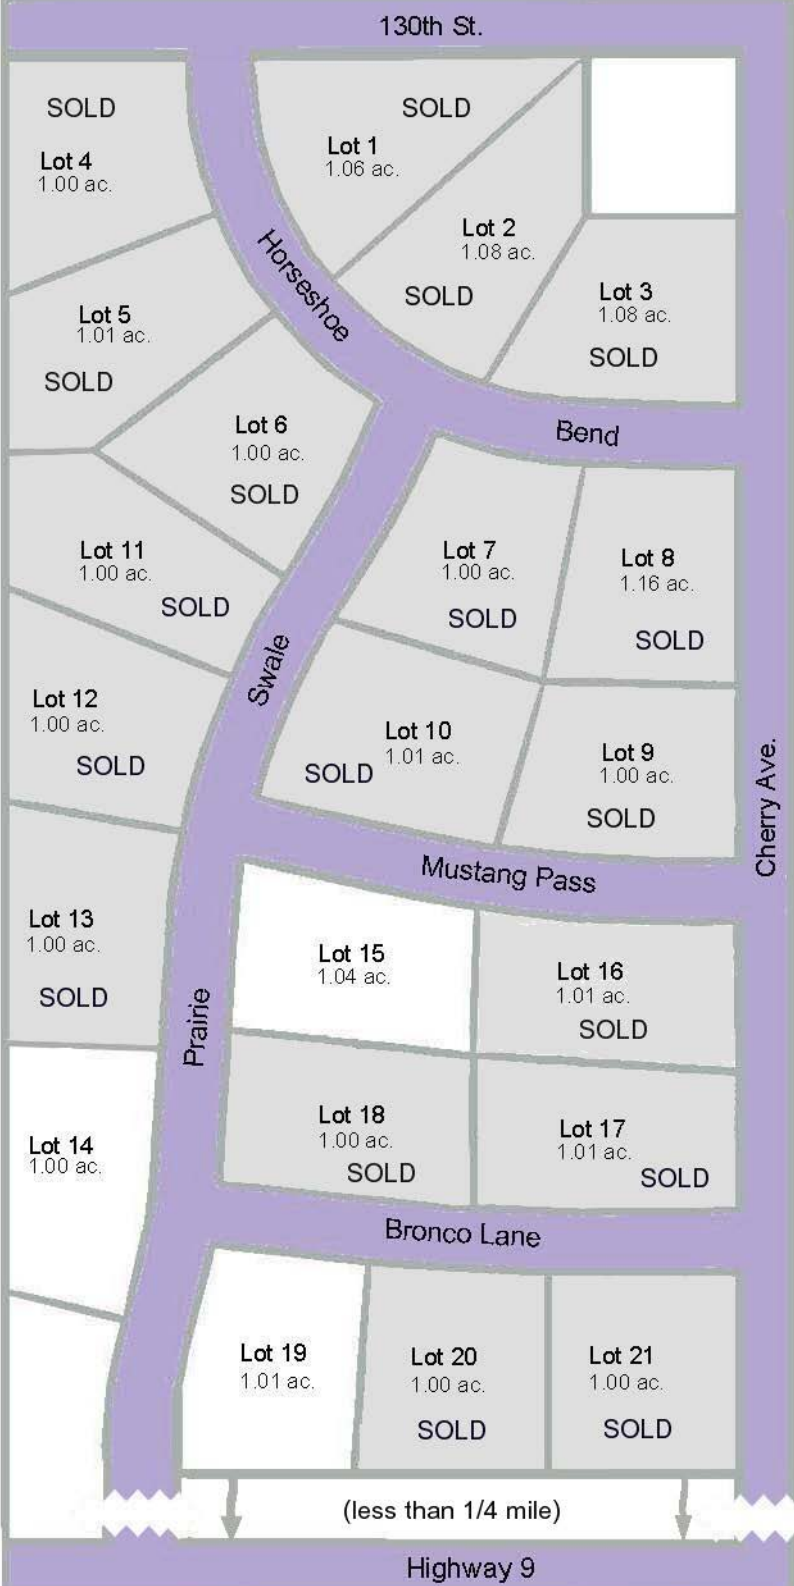 130th St.
SOLD
Lot 4
1.00 ac.
SOLD
Lot 1
1.06 ac.
Lot 2
1.08 ac.
SOLD
Lot 3
1.08 ac.
SOLD
Horseshoe
Bend
Lot 5
1.01 ac.
SOLD
Lot 6
1.00 ac.
SOLD
Lot 7
1.00 ac.
SOLD
Lot 8
1.16 ac.
SOLD
Lot 11
1.00 ac.
SOLD
Swale
Lot 12
1.00 ac.
SOLD
Lot 10
1.01 ac.
SOLD
Lot 9
1.00 ac.
SOLD
Cherry Ave.
Mustang Pass
Lot 13
1.00 ac.
SOLD
Prairie
Lot 15
1.04 ac.
Lot 16
1.01 ac.
SOLD
Lot 14
1.00 ac.
Lot 18
1.00 ac.
SOLD
Lot 17
1.01 ac.
SOLD
Bronco Lane
Lot 19
1.01 ac.
Lot 20
1.00 ac.
SOLD
Lot 21
1.00 ac.
SOLD
(less than 1/4 mile)
Highway 9